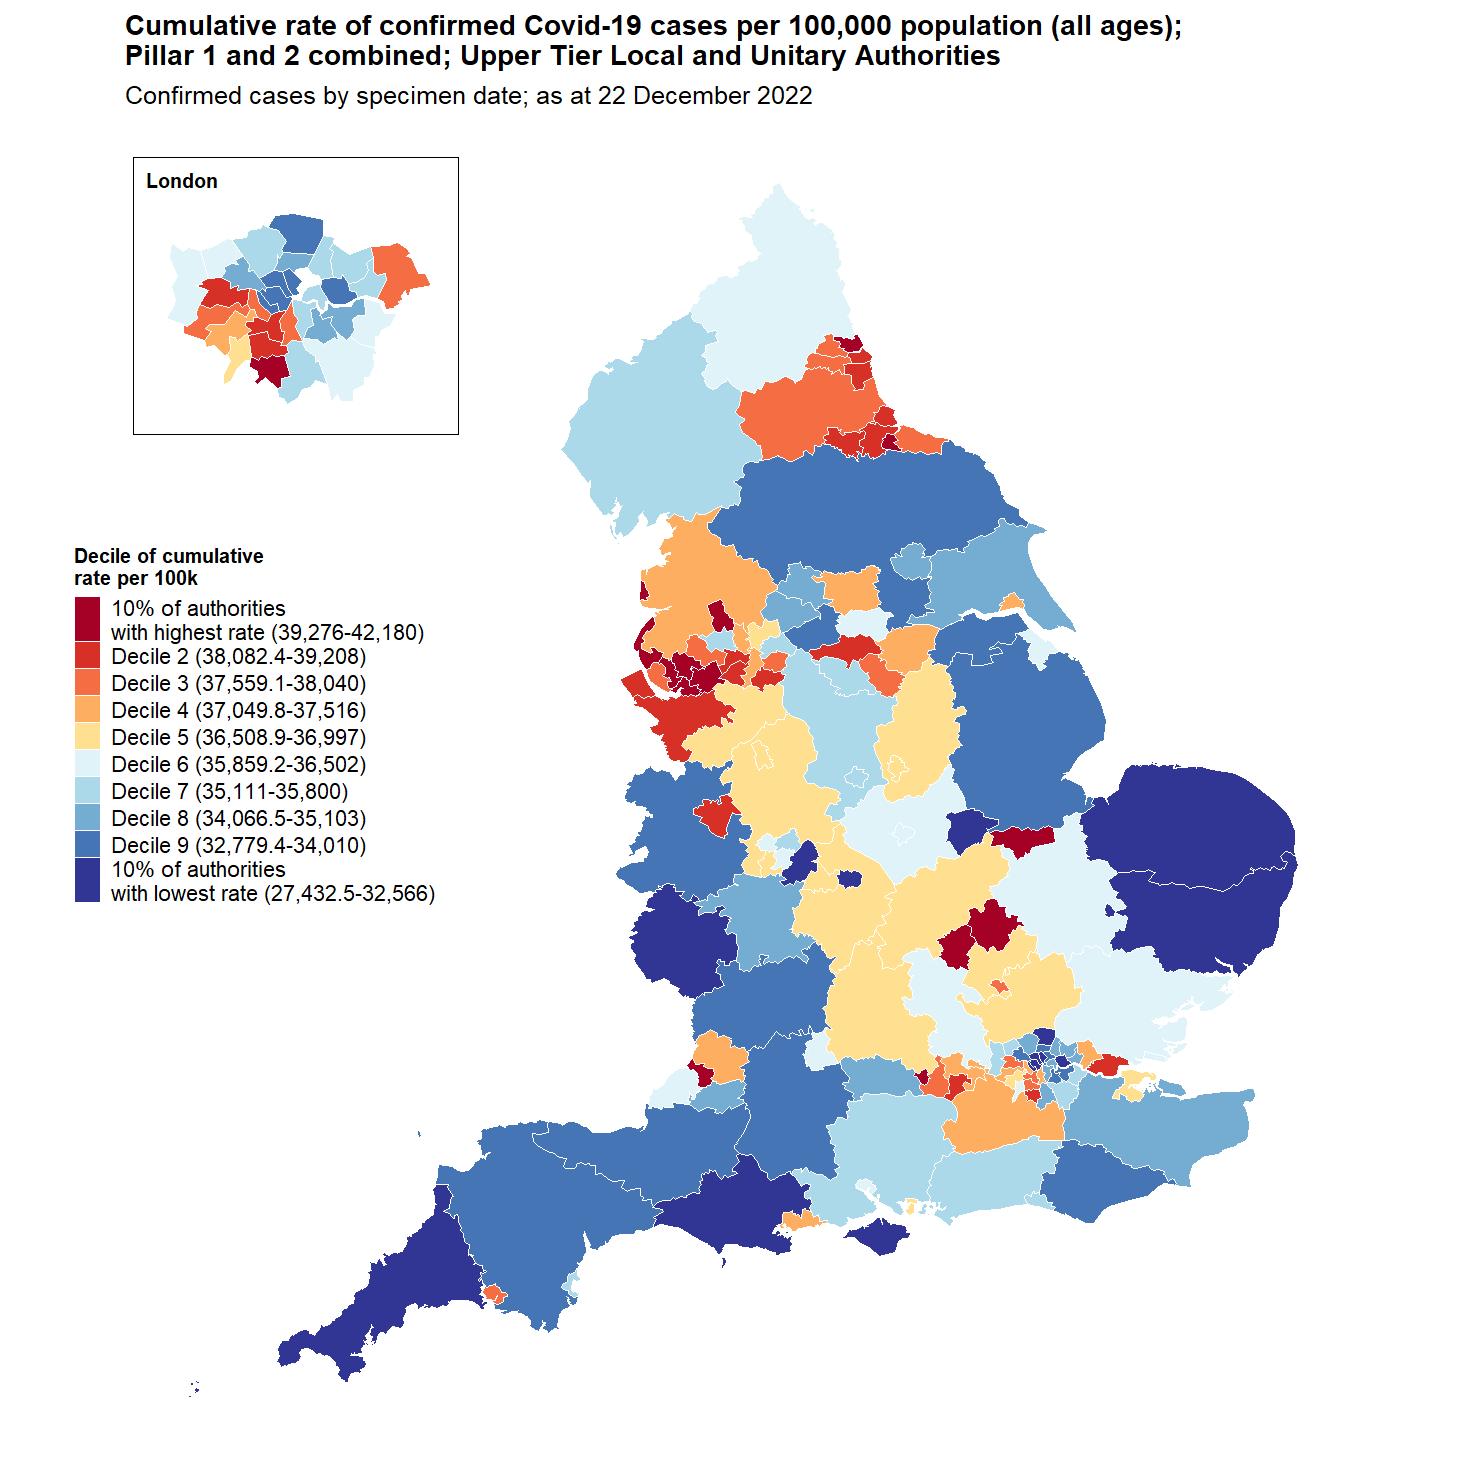 Cumulative rate of confirmed Covid-19 cases per 100,000 population (all ages);
Pillar 1 and 2 combined; Upper Tier Local and Unitary Authorities
Confirmed cases by specimen date; as at 22 December 2022
London
Decile of cumulative
rate per 100k
10% of authorities
with highest rate (39,276-42,180)
Decile 2 (38,082.4-39,208)
Decile 3 (37,559.1-38,040)
Decile 4 (37,049.8-37,516)
Decile 5 (36,508.9-36,997)
Decile 6 (35,859.2-36,502)
Decile 7 (35,111-35,800)
Decile 8 (34,066.5-35,103)
Decile 9 (32,779.4-34,010)
10% of authorities
with lowest rate (27,432.5-32,566)